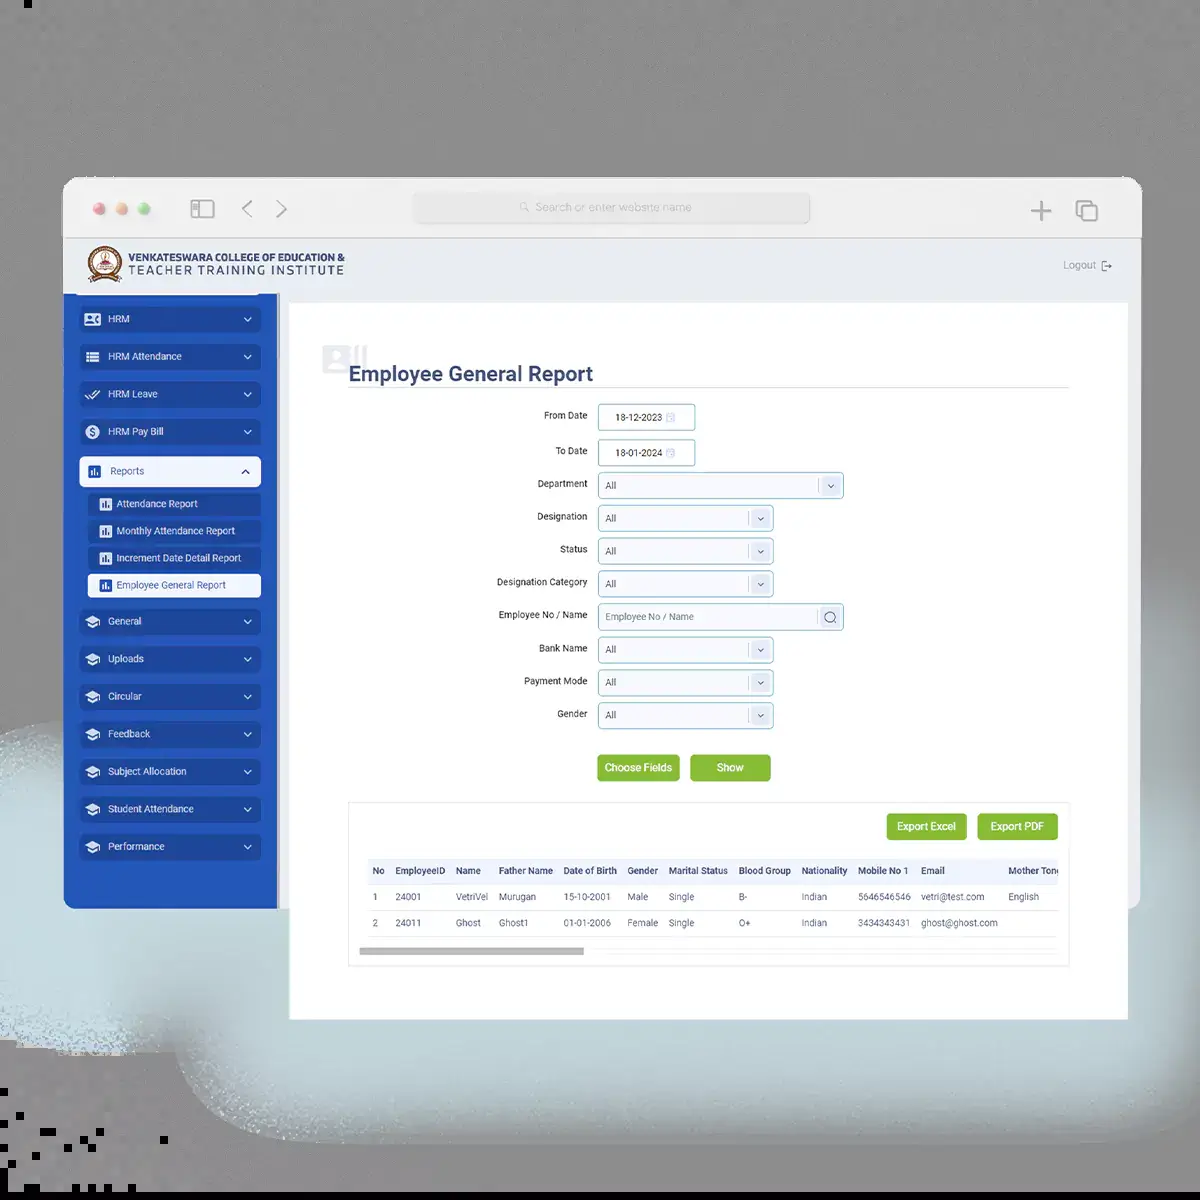 Search or enter website name
VENKATESWARA COLLEGE OF EDUCATION &
TEACHER TRAINING INSTITUTE
Logout
HRM
HRM Attendance
HRM Leave
HRM Pay Bill
Reports
Attendance Report
Monthly Attendance Report
Increment Date Detail Report
Employee General Report
General
Uploads
Circular
Feedback
Subject Allocation
Student Attendance
Performance
Employee General Report
From Date 18-12-2023
To Date 18-01-2024
Department All
Designation All
Status All
Designation Category All
Employee No / Name Employee No / Name
Bank Name All
Payment Mode All
Gender All
Choose Fields Show
Export Excel Export PDF
No EmployeeID Name Father Name Date of Birth Gender Marital Status Blood Group Nationality Mobile No 1 Email Mother Tong
1 24001 VetriVel Murugan 15-10-2001 Male Single B- Indian 5646546546 vetri@test.com English
2 24011 Ghost Ghost1 01-01-2006 Female Single O+ Indian 3434343431 ghost@ghost.com